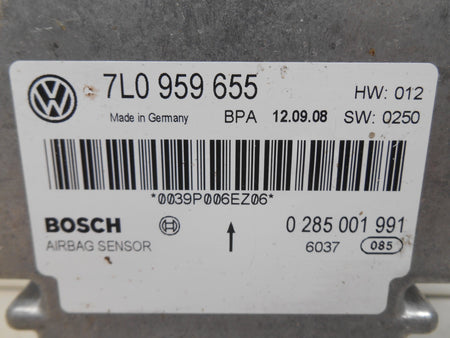 VW 7L0 959 655 HW: 012
Made in Germany BPA 12.09.08 SW: 0250
*0039P006EZ06*
BOSCH 0 285 001 991
AIRBAG SENSOR 6037 085